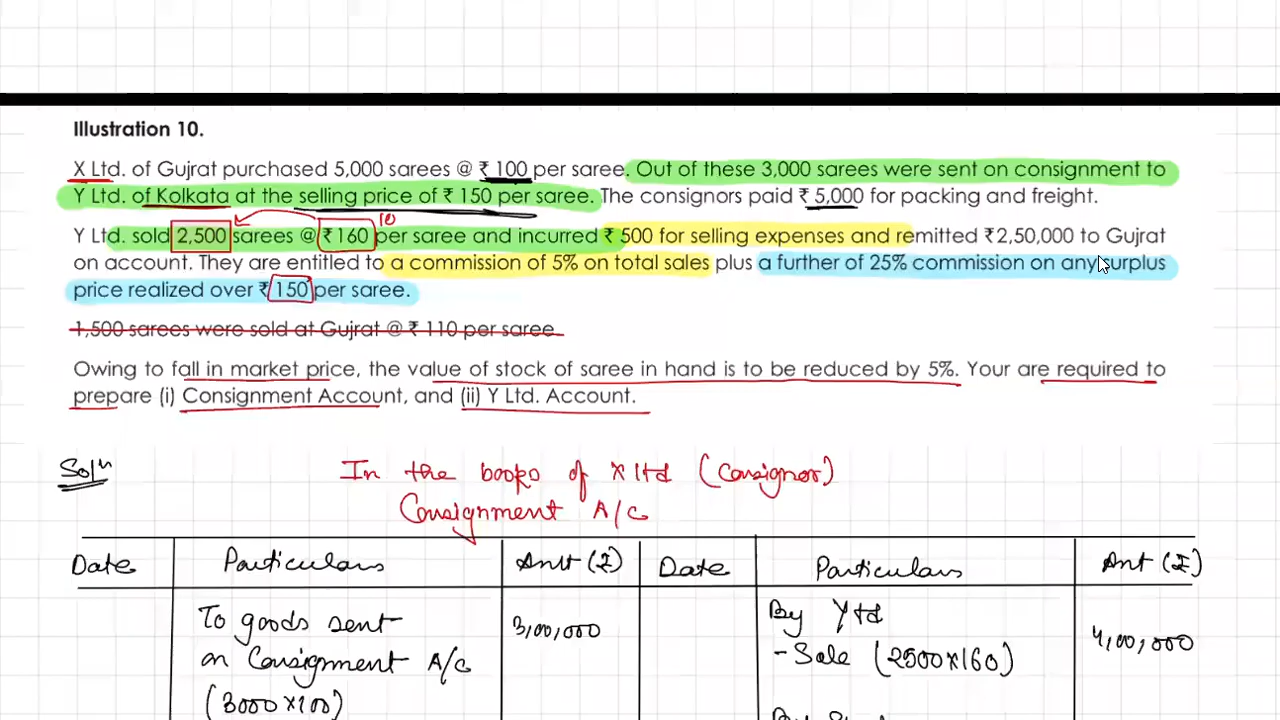 Illustration 10.
X Ltd. of Gujrat purchased 5,000 sarees @ ₹ 100 per saree. Out of these 3,000 sarees were sent on consignment to
Y Ltd. of Kolkata at the selling price of ₹ 150 per saree. The consignors paid ₹ 5,000 for packing and freight.
10
Y Ltd. sold 2,500 sarees @ ₹ 160 per saree and incurred ₹ 500 for selling expenses and remitted ₹2,50,000 to Gujrat
on account. They are entitled to a commission of 5% on total sales plus a further of 25% commission on any surplus
price realized over ₹ 150 per saree.
1,500 sarees were sold at Gujrat @ ₹ 110 per saree
Owing to fall in market price, the value of stock of saree in hand is to be reduced by 5%. Your are required to
prepare (i) Consignment Account, and (ii) Y Ltd. Account.
Solⁿ
In the books of X ltd (Consignor)
Consignment A/c
Date Particulars Amt (₹) Date Particulars Amt (₹)
To goods sent 3,00,000 By Y ltd
on Consignment A/c - Sale (2500×160) 4,00,000
(3000×100)